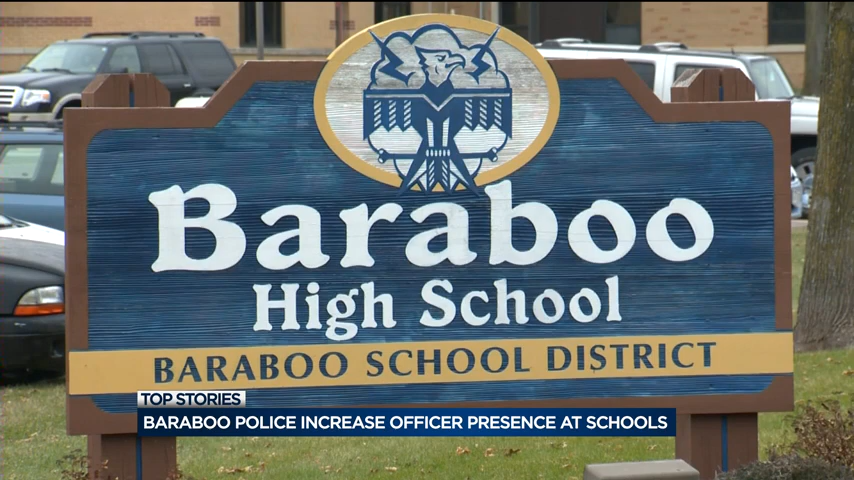 Baraboo
High School
BARABOO SCHOOL DISTRICT
TOP STORIES
BARABOO POLICE INCREASE OFFICER PRESENCE AT SCHOOLS